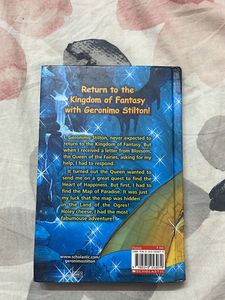 Return to the
Kingdom of Fantasy
with Geronimo Stilton!
I, Geronimo Stilton, never expected to
return to the Kingdom of Fantasy. But
when I received a letter from Blossom,
the Queen of the Fairies, asking for my
help, I had to respond.
It turned out the Queen wanted to
send me on a great quest to find the
Heart of Happiness. But first, I had to
find the Map of Paradise. It was just
my luck that the map was hidden
in the Land of the Ogres!
Holey cheese, I had the most
fabumouse adventure!
www.scholastic.com/
geronimostilton
SCHOLASTIC